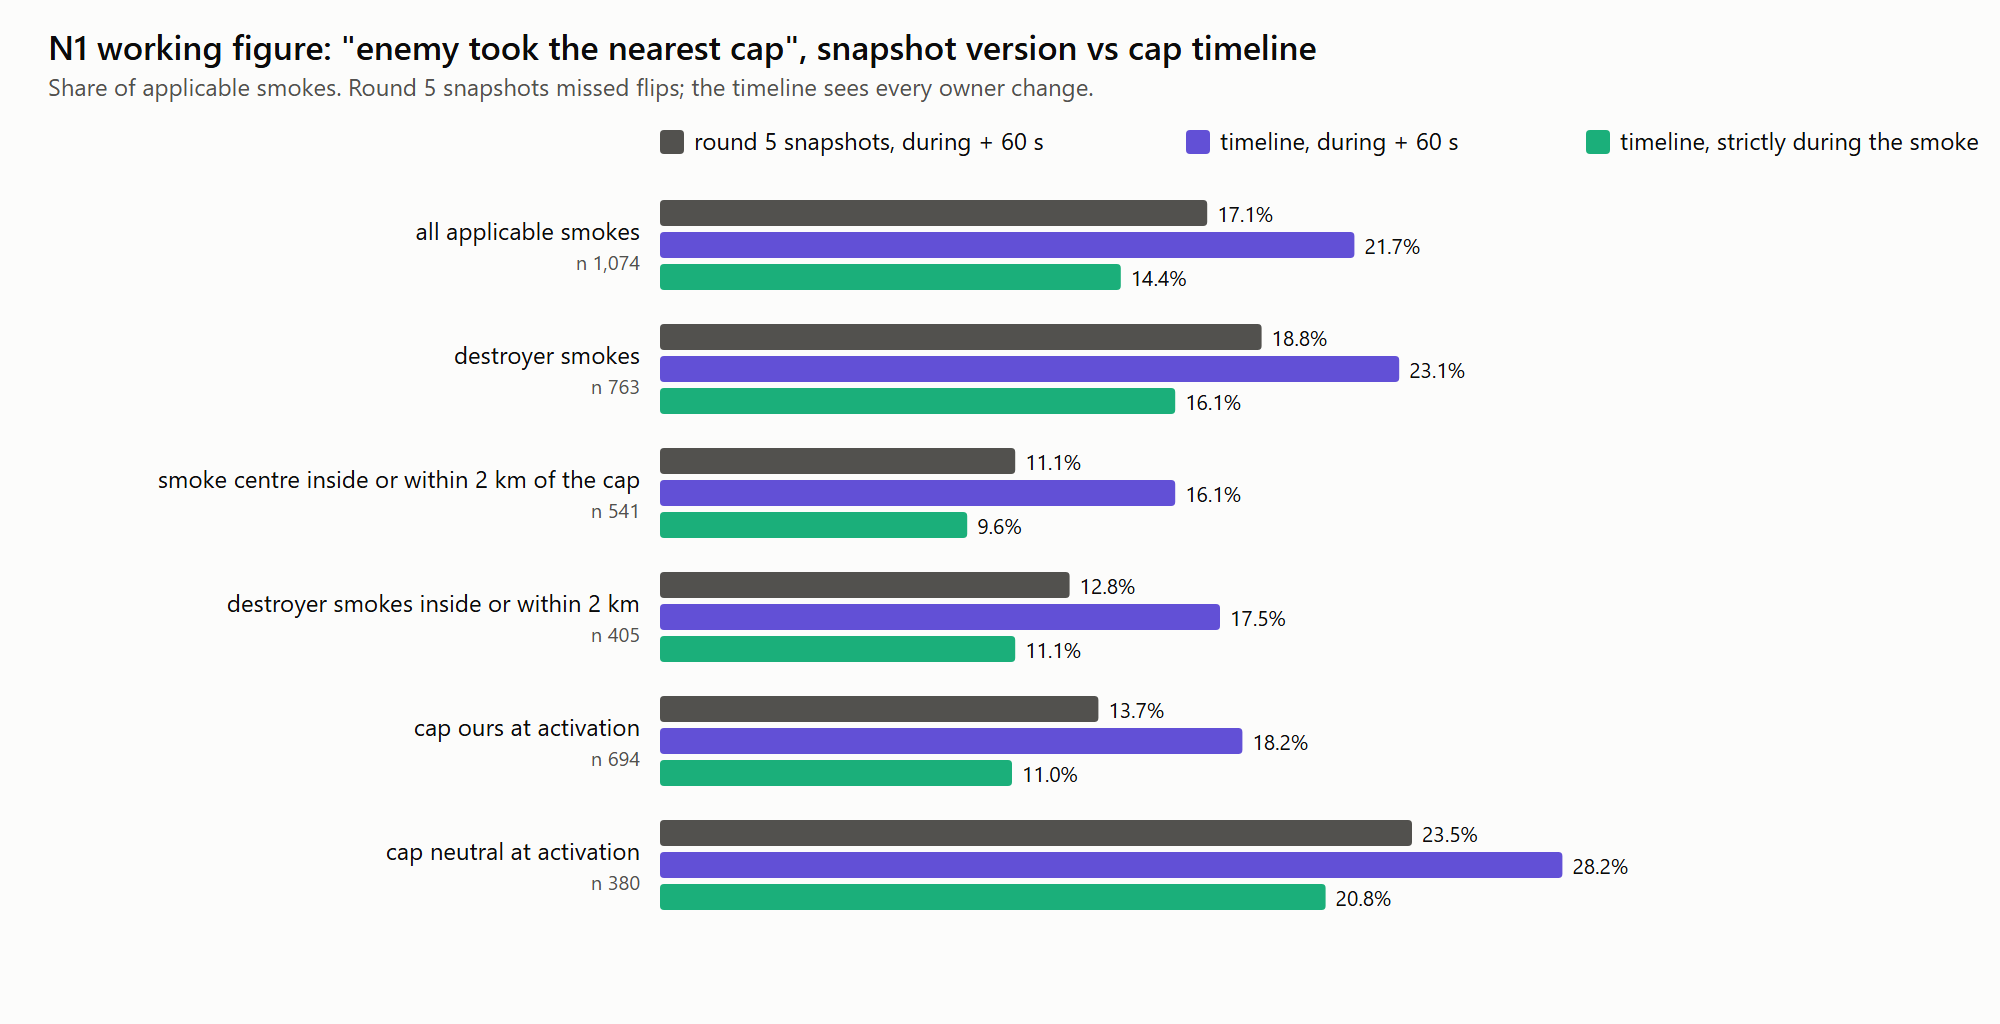 N1 working figure: "enemy took the nearest cap", snapshot version vs cap timeline
Share of applicable smokes. Round 5 snapshots missed flips; the timeline sees every owner change.
round 5 snapshots, during + 60 s
timeline, during + 60 s
timeline, strictly during the smoke
all applicable smokes
n 1,074
17.1%
21.7%
14.4%
destroyer smokes
n 763
18.8%
23.1%
16.1%
smoke centre inside or within 2 km of the cap
n 541
11.1%
16.1%
9.6%
destroyer smokes inside or within 2 km
n 405
12.8%
17.5%
11.1%
cap ours at activation
n 694
13.7%
18.2%
11.0%
cap neutral at activation
n 380
23.5%
28.2%
20.8%